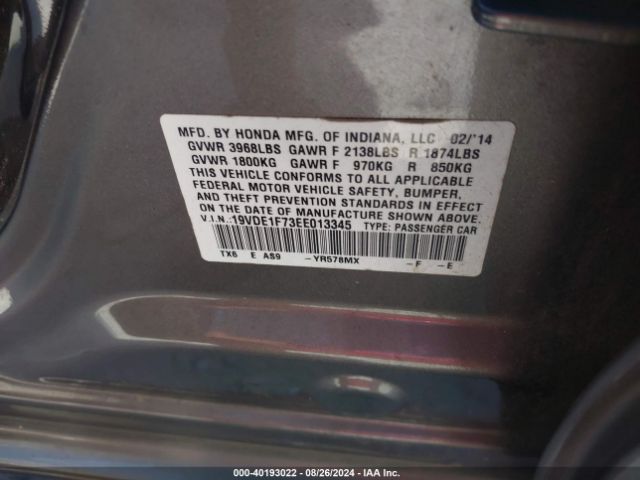 MFD. BY HONDA MFG. OF INDIANA, LLC 02/'14
GVWR 3968LBS GAWR F 2138LBS R 1874LBS
GVWR 1800KG GAWR F 970KG R 850KG
THIS VEHICLE CONFORMS TO ALL APPLICABLE
FEDERAL MOTOR VEHICLE SAFETY, BUMPER,
AND THEFT PREVENTION STANDARDS IN EFFECT
ON THE DATE OF MANUFACTURE SHOWN ABOVE.
V.I.N.:19VDE1F73EE013345 TYPE: PASSENGER CAR
TX6 E AS9 -YR578MX -F -E
000-40193022 / 08/26/2024 / IAA Inc.